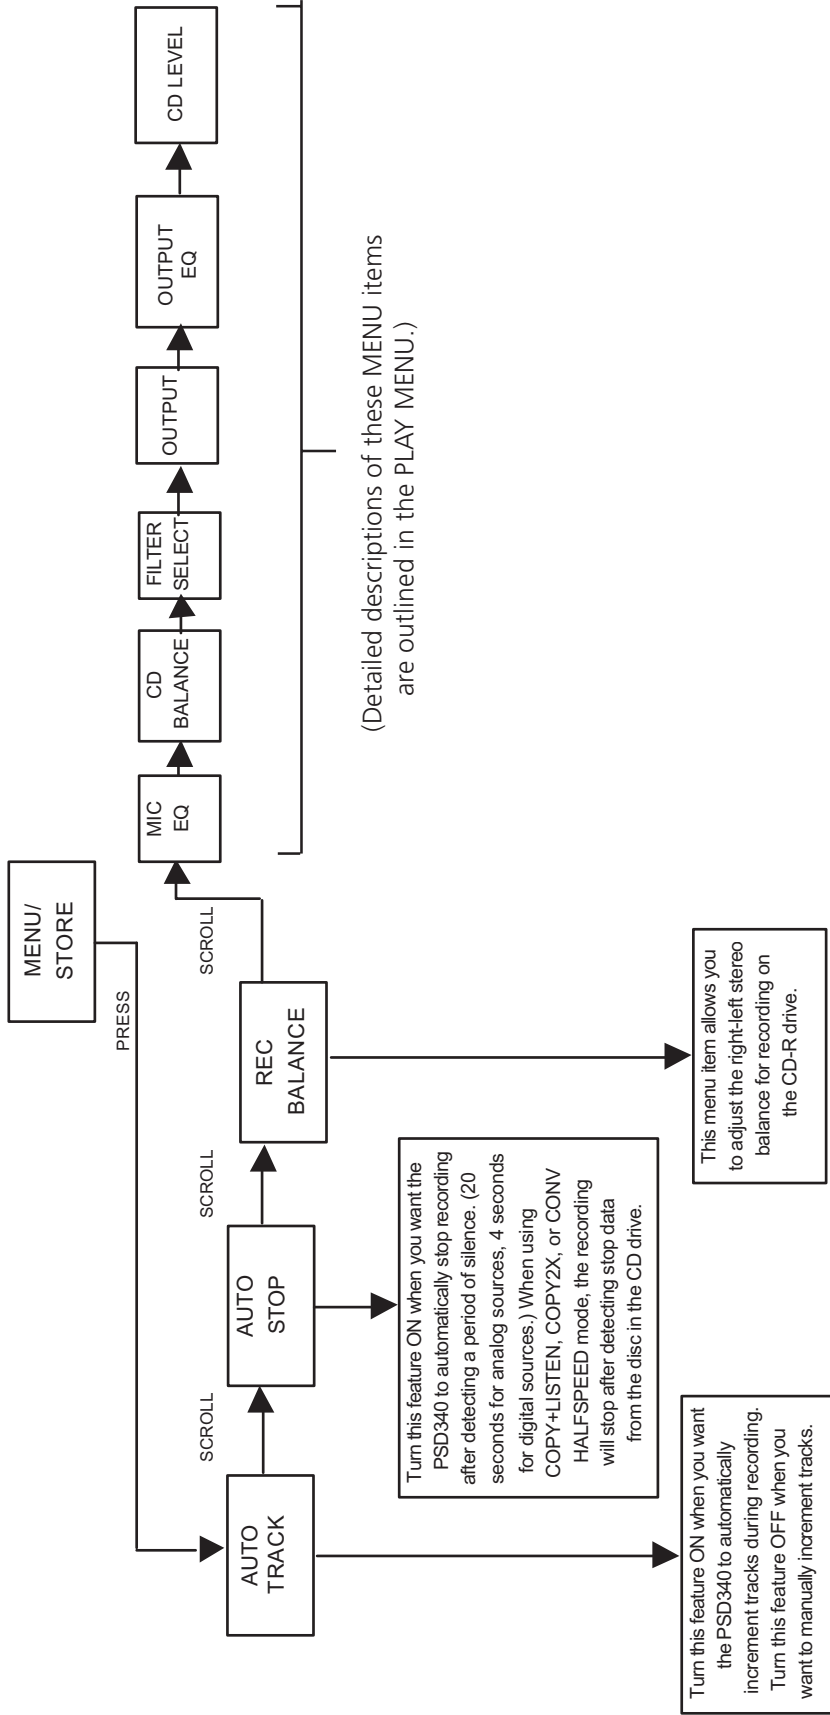 MENU/
STORE
PRESS
AUTO
TRACK
SCROLL
AUTO
STOP
SCROLL
REC
BALANCE
SCROLL
MIC
EQ
CD
BALANCE
FILTER
SELECT
OUTPUT
OUTPUT
EQ
CD LEVEL
(Detailed descriptions of these MENU items
are outlined in the PLAY MENU.)
Turn this feature ON when you want
the PSD340 to automatically
increment tracks during recording.
Turn this feature OFF when you
want to manually increment tracks.
Turn this feature ON when you want the
PSD340 to automatically stop recording
after detecting a period of silence. (20
seconds for analog sources, 4 seconds
for digital sources.) When using
COPY+LISTEN, COPY2X, or CONV
HALFSPEED mode, the recording
will stop after detecting stop data
from the disc in the CD drive.
This menu item allows you
to adjust the right-left stereo
balance for recording on
the CD-R drive.